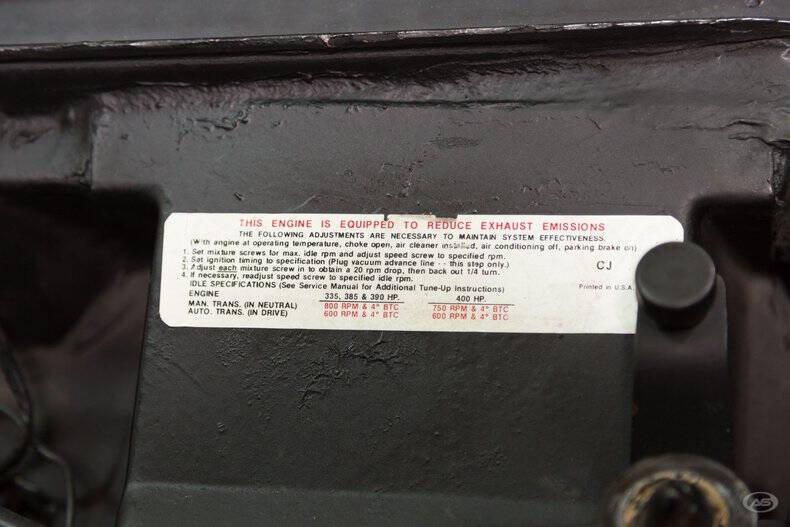 THIS ENGINE IS EQUIPPED TO REDUCE EXHAUST EMISSIONS
THE FOLLOWING ADJUSTMENTS ARE NECESSARY TO MAINTAIN SYSTEM EFFECTIVENESS.
(With engine at operating temperature, choke open, air cleaner installed, air conditioning off, parking brake on)
1. Set mixture screws for max. idle rpm and adjust speed screw to specified rpm.
2. Set ignition timing to specification (Plug vacuum advance line - - this step only.)
3. Adjust each mixture screw in to obtain a 20 rpm drop, then back out 1/4 turn.
4. If necessary, readjust speed screw to specified idle rpm.
CJ
IDLE SPECIFICATIONS (See Service Manual for Additional Tune-Up Instructions)
Printed in U.S.A.
ENGINE 335, 385 & 390 HP. 400 HP.
MAN. TRANS. (IN NEUTRAL) 800 RPM & 4° BTC 750 RPM & 4° BTC
AUTO. TRANS. (IN DRIVE) 600 RPM & 4° BTC 600 RPM & 4° BTC